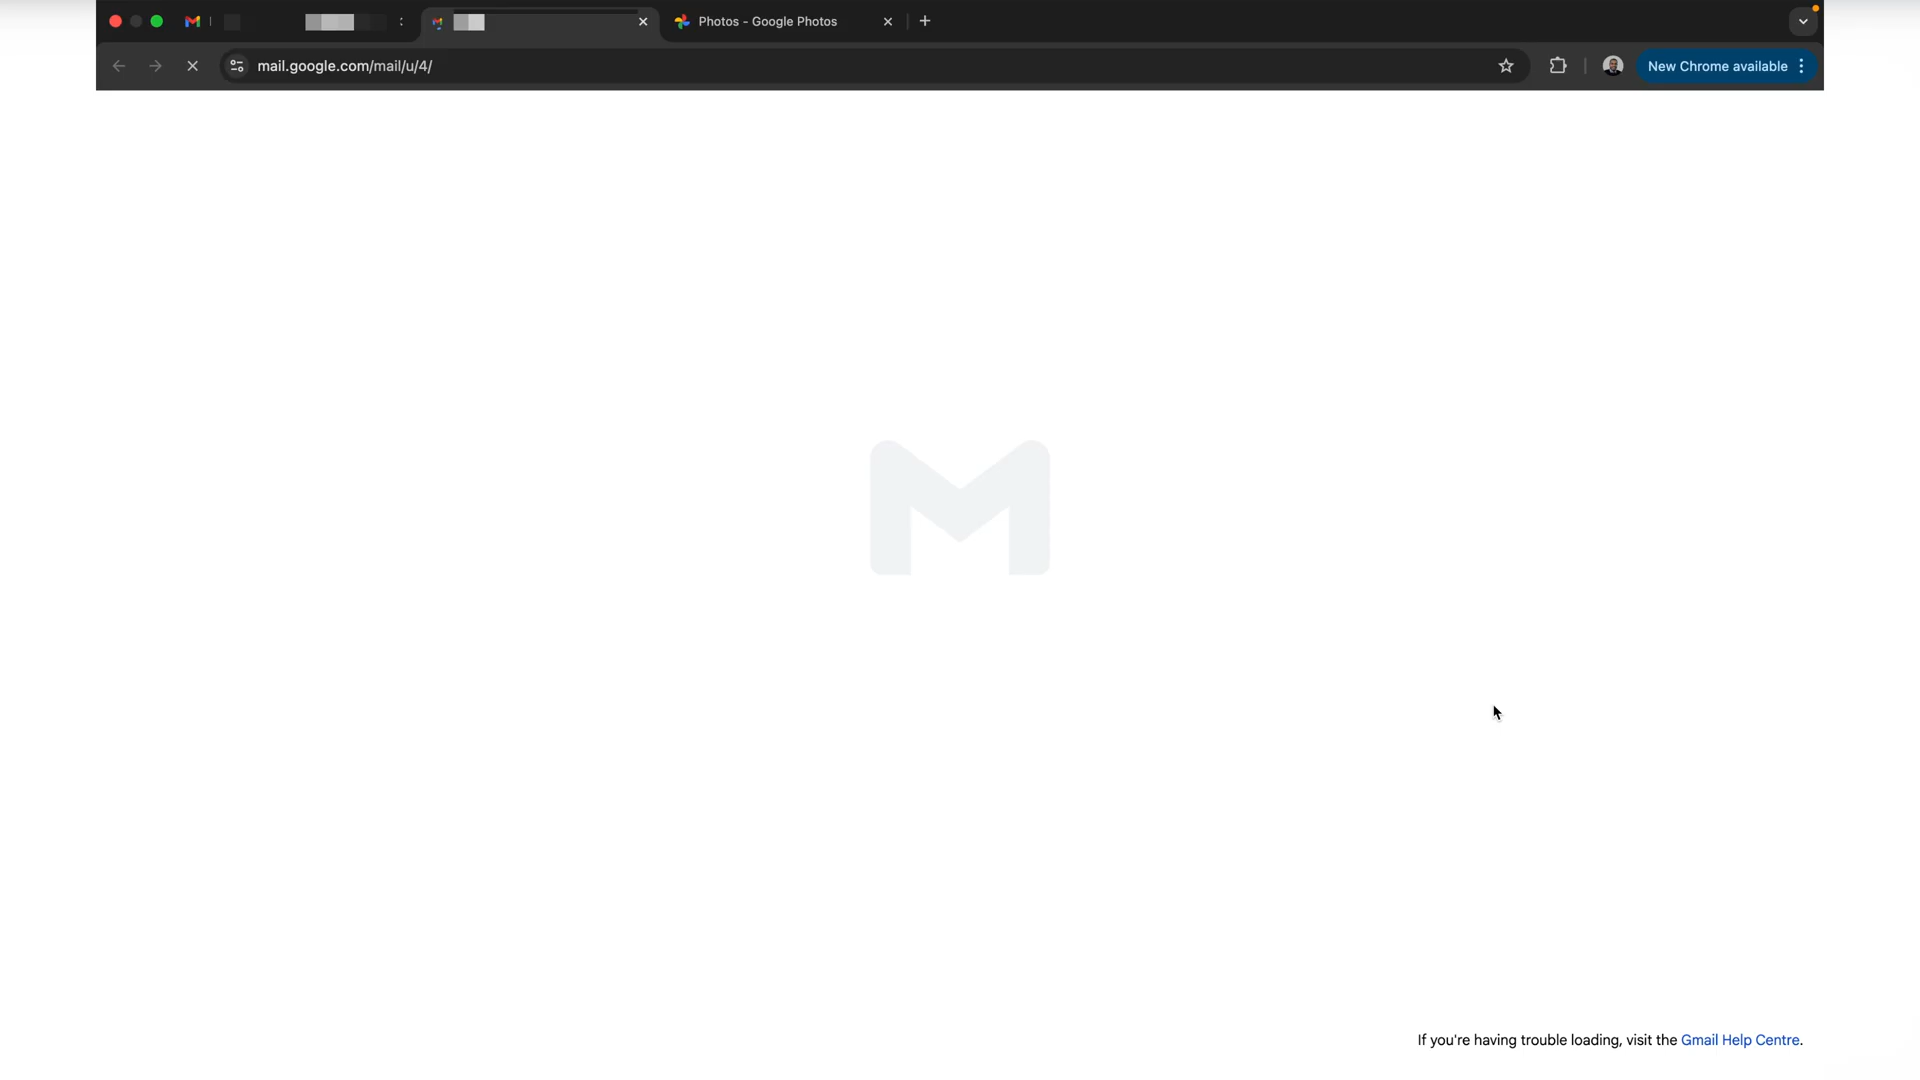 Photos - Google Photos
mail.google.com/mail/u/4/
New Chrome available
If you're having trouble loading, visit the Gmail Help Centre.